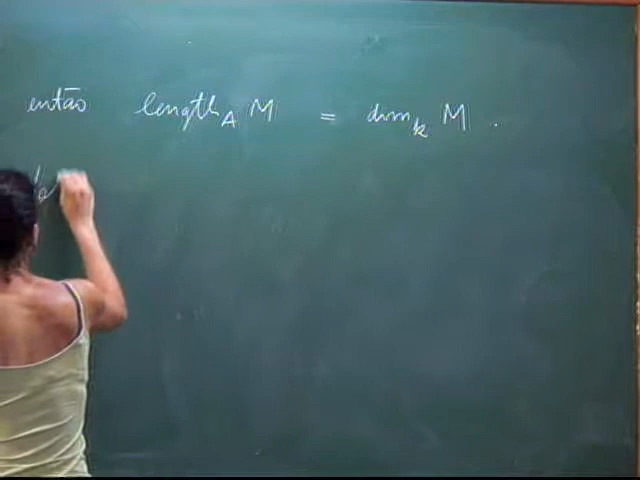 então length_A M = dim_k M .